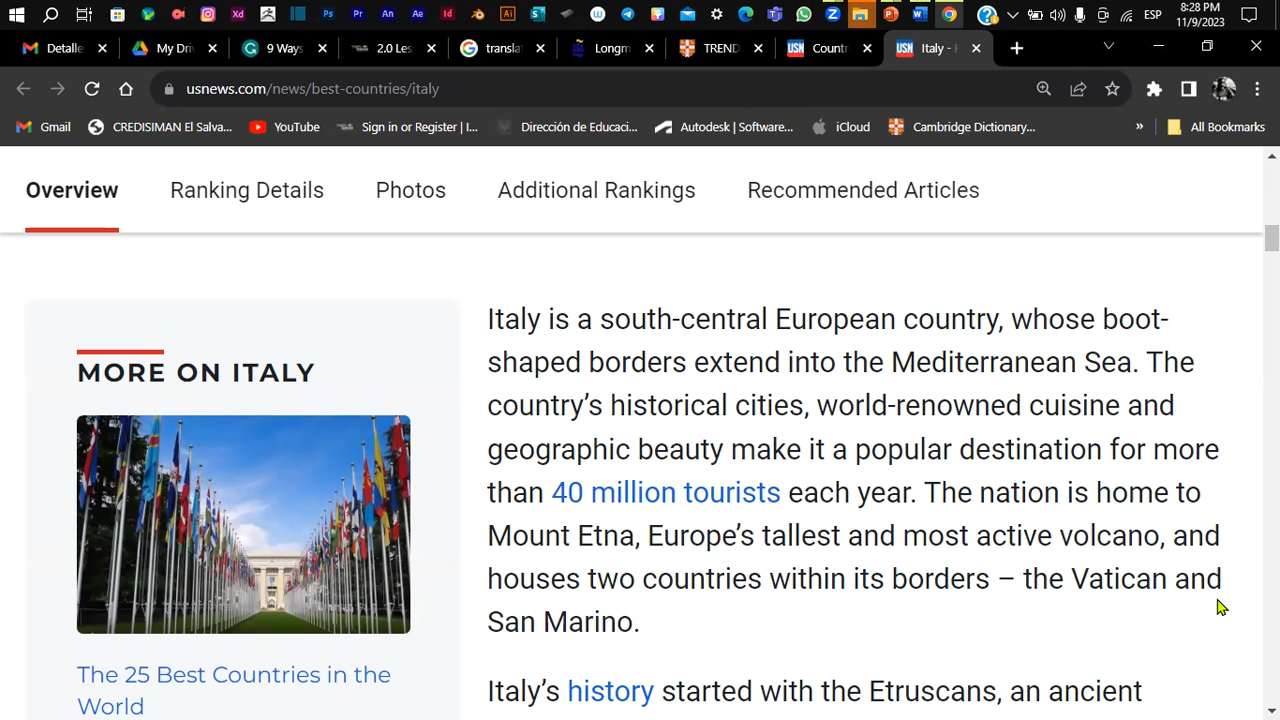 8:28 PM
ESP
11/9/2023
Detalle
My Dri
9 Ways
2.0 Les
transla
Longm
TREND
Countr
Italy - 
usnews.com/news/best-countries/italy
Gmail
CREDISIMAN El Salva...
YouTube
Sign in or Register | I...
Dirección de Educaci...
Autodesk | Software...
iCloud
Cambridge Dictionary...
»
All Bookmarks
Overview
Ranking Details
Photos
Additional Rankings
Recommended Articles
MORE ON ITALY
The 25 Best Countries in the
World
Italy is a south-central European country, whose boot-
shaped borders extend into the Mediterranean Sea. The
country’s historical cities, world-renowned cuisine and
geographic beauty make it a popular destination for more
than 40 million tourists each year. The nation is home to
Mount Etna, Europe’s tallest and most active volcano, and
houses two countries within its borders – the Vatican and
San Marino.
Italy’s history started with the Etruscans, an ancient